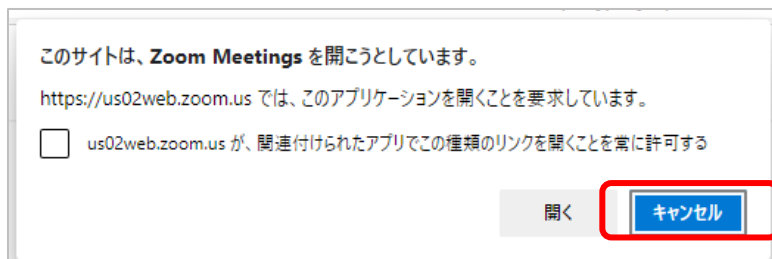 このサイトは、Zoom Meetings を開こうとしています。
https://us02web.zoom.us では、このアプリケーションを開くことを要求しています。
us02web.zoom.us が、関連付けられたアプリでこの種類のリンクを開くことを常に許可する
開く キャンセル